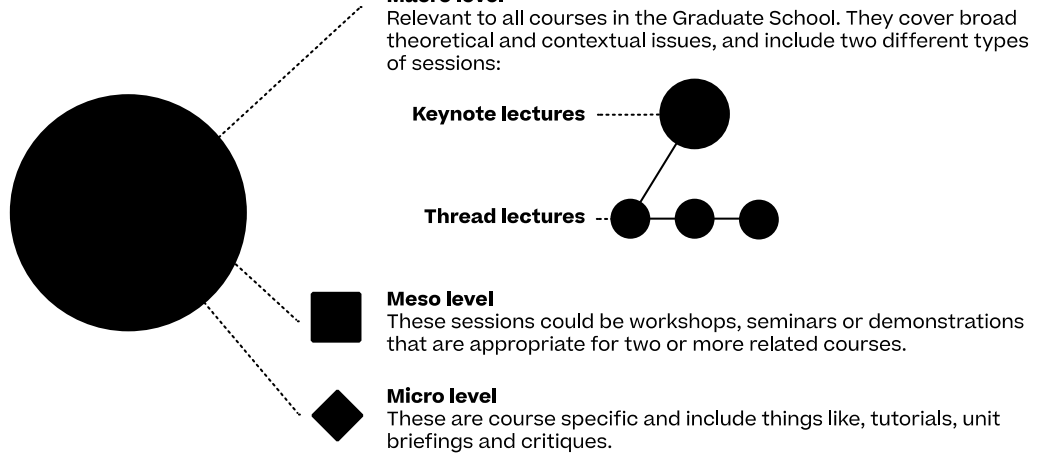 Macro level
Relevant to all courses in the Graduate School. They cover broad
theoretical and contextual issues, and include two different types
of sessions:
Keynote lectures
Thread lectures
Meso level
These sessions could be workshops, seminars or demonstrations
that are appropriate for two or more related courses.
Micro level
These are course specific and include things like, tutorials, unit
briefings and critiques.